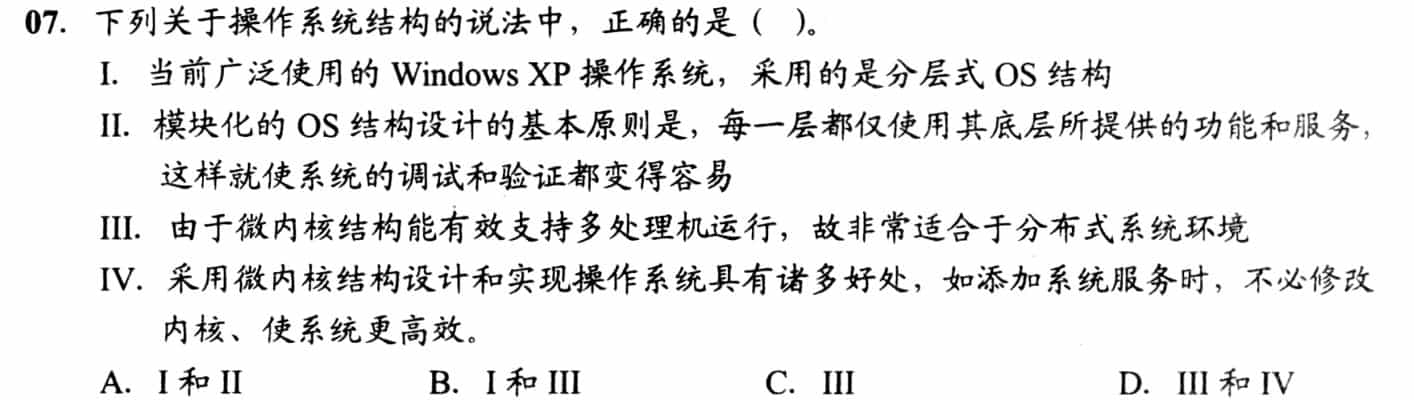 07. 下列关于操作系统结构的说法中，正确的是（ ）。
I. 当前广泛使用的 Windows XP 操作系统，采用的是分层式 OS 结构
II. 模块化的 OS 结构设计的基本原则是，每一层都仅使用其底层所提供的功能和服务，
这样就使系统的调试和验证都变得容易
III. 由于微内核结构能有效支持多处理机运行，故非常适合于分布式系统环境
IV. 采用微内核结构设计和实现操作系统具有诸多好处，如添加系统服务时，不必修改
内核、使系统更高效。
A. I 和 II B. I 和 III C. III D. III 和 IV